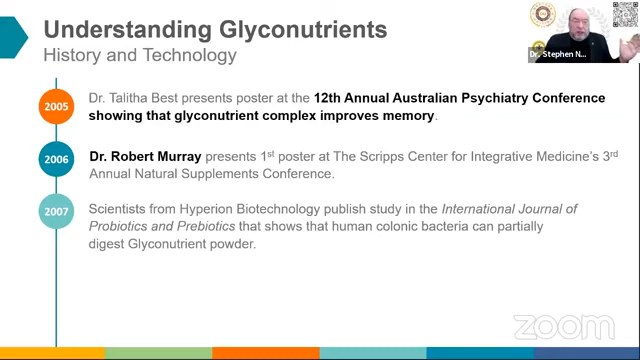 Understanding Glyconutrients
History and Technology
Dr. Stephen N...
2005
Dr. Talitha Best presents poster at the 12th Annual Australian Psychiatry Conference
showing that glyconutrient complex improves memory.
2006
Dr. Robert Murray presents 1st poster at The Scripps Center for Integrative Medicine's 3rd
Annual Natural Supplements Conference.
2007
Scientists from Hyperion Biotechnology publish study in the International Journal of
Probiotics and Prebiotics that shows that human colonic bacteria can partially
digest Glyconutrient powder.
zoom